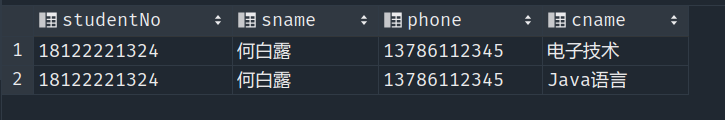 studentNo sname phone cname
1 18122221324 何白露 13786112345 电子技术
2 18122221324 何白露 13786112345 Java语言